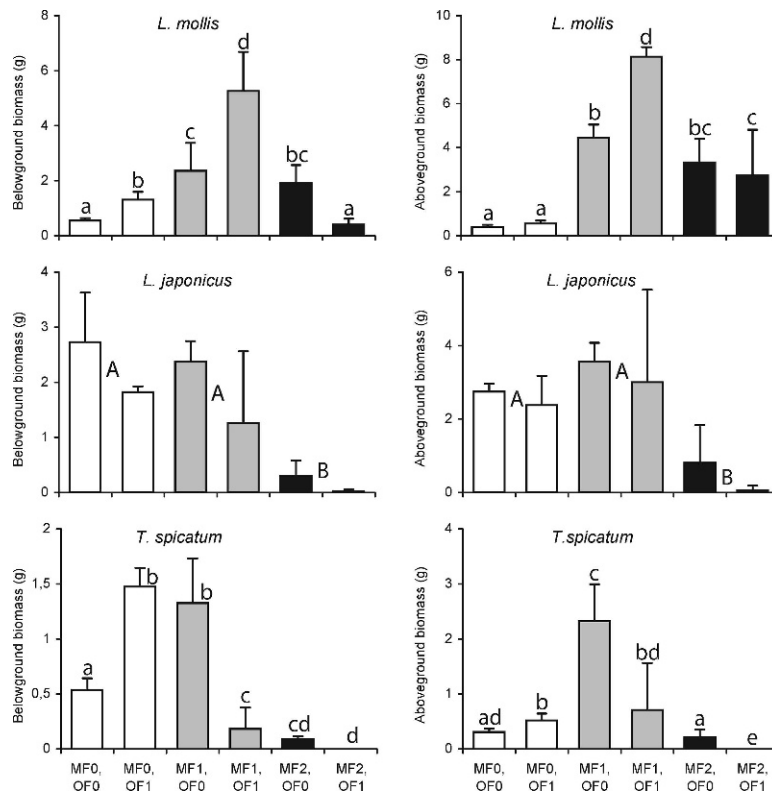 L. mollis
Belowground biomass (g)
8
6
4
2
0
a
b
c
d
bc
a
L. mollis
Aboveground biomass (g)
10
8
6
4
2
0
a
a
b
d
bc
c
L. japonicus
Belowground biomass (g)
4
3
2
1
0
A
A
B
L. japonicus
Aboveground biomass (g)
6
4
2
0
A
A
B
T. spicatum
Belowground biomass (g)
2
1,5
1
0,5
0
a
b
b
c
cd
d
MF0, MF0, MF1, MF1, MF2, MF2,
OF0 OF1 OF0 OF1 OF0 OF1
T.spicatum
Aboveground biomass (g)
4
3
2
1
0
ad
b
c
bd
a
e
MF0, MF0, MF1, MF1, MF2, MF2,
OF0 OF1 OF0 OF1 OF0 OF1